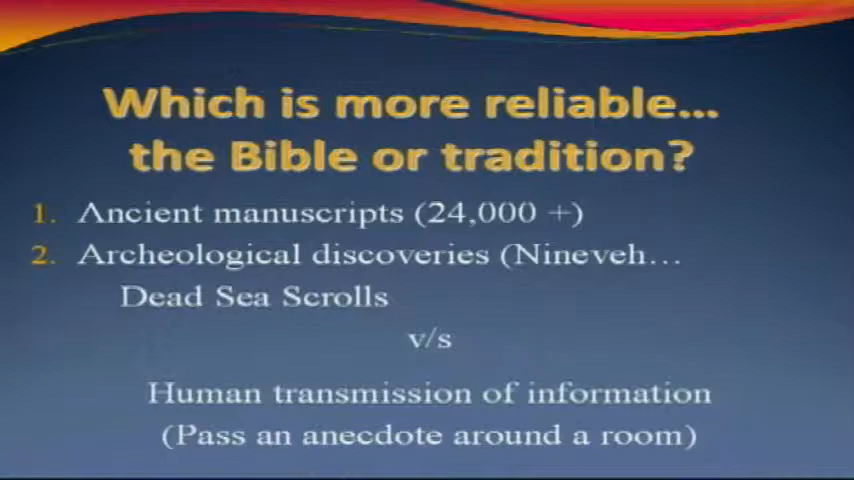 Which is more reliable...
the Bible or tradition?
1. Ancient manuscripts (24,000 +)
2. Archeological discoveries (Nineveh...
Dead Sea Scrolls
v/s
Human transmission of information
(Pass an anecdote around a room)